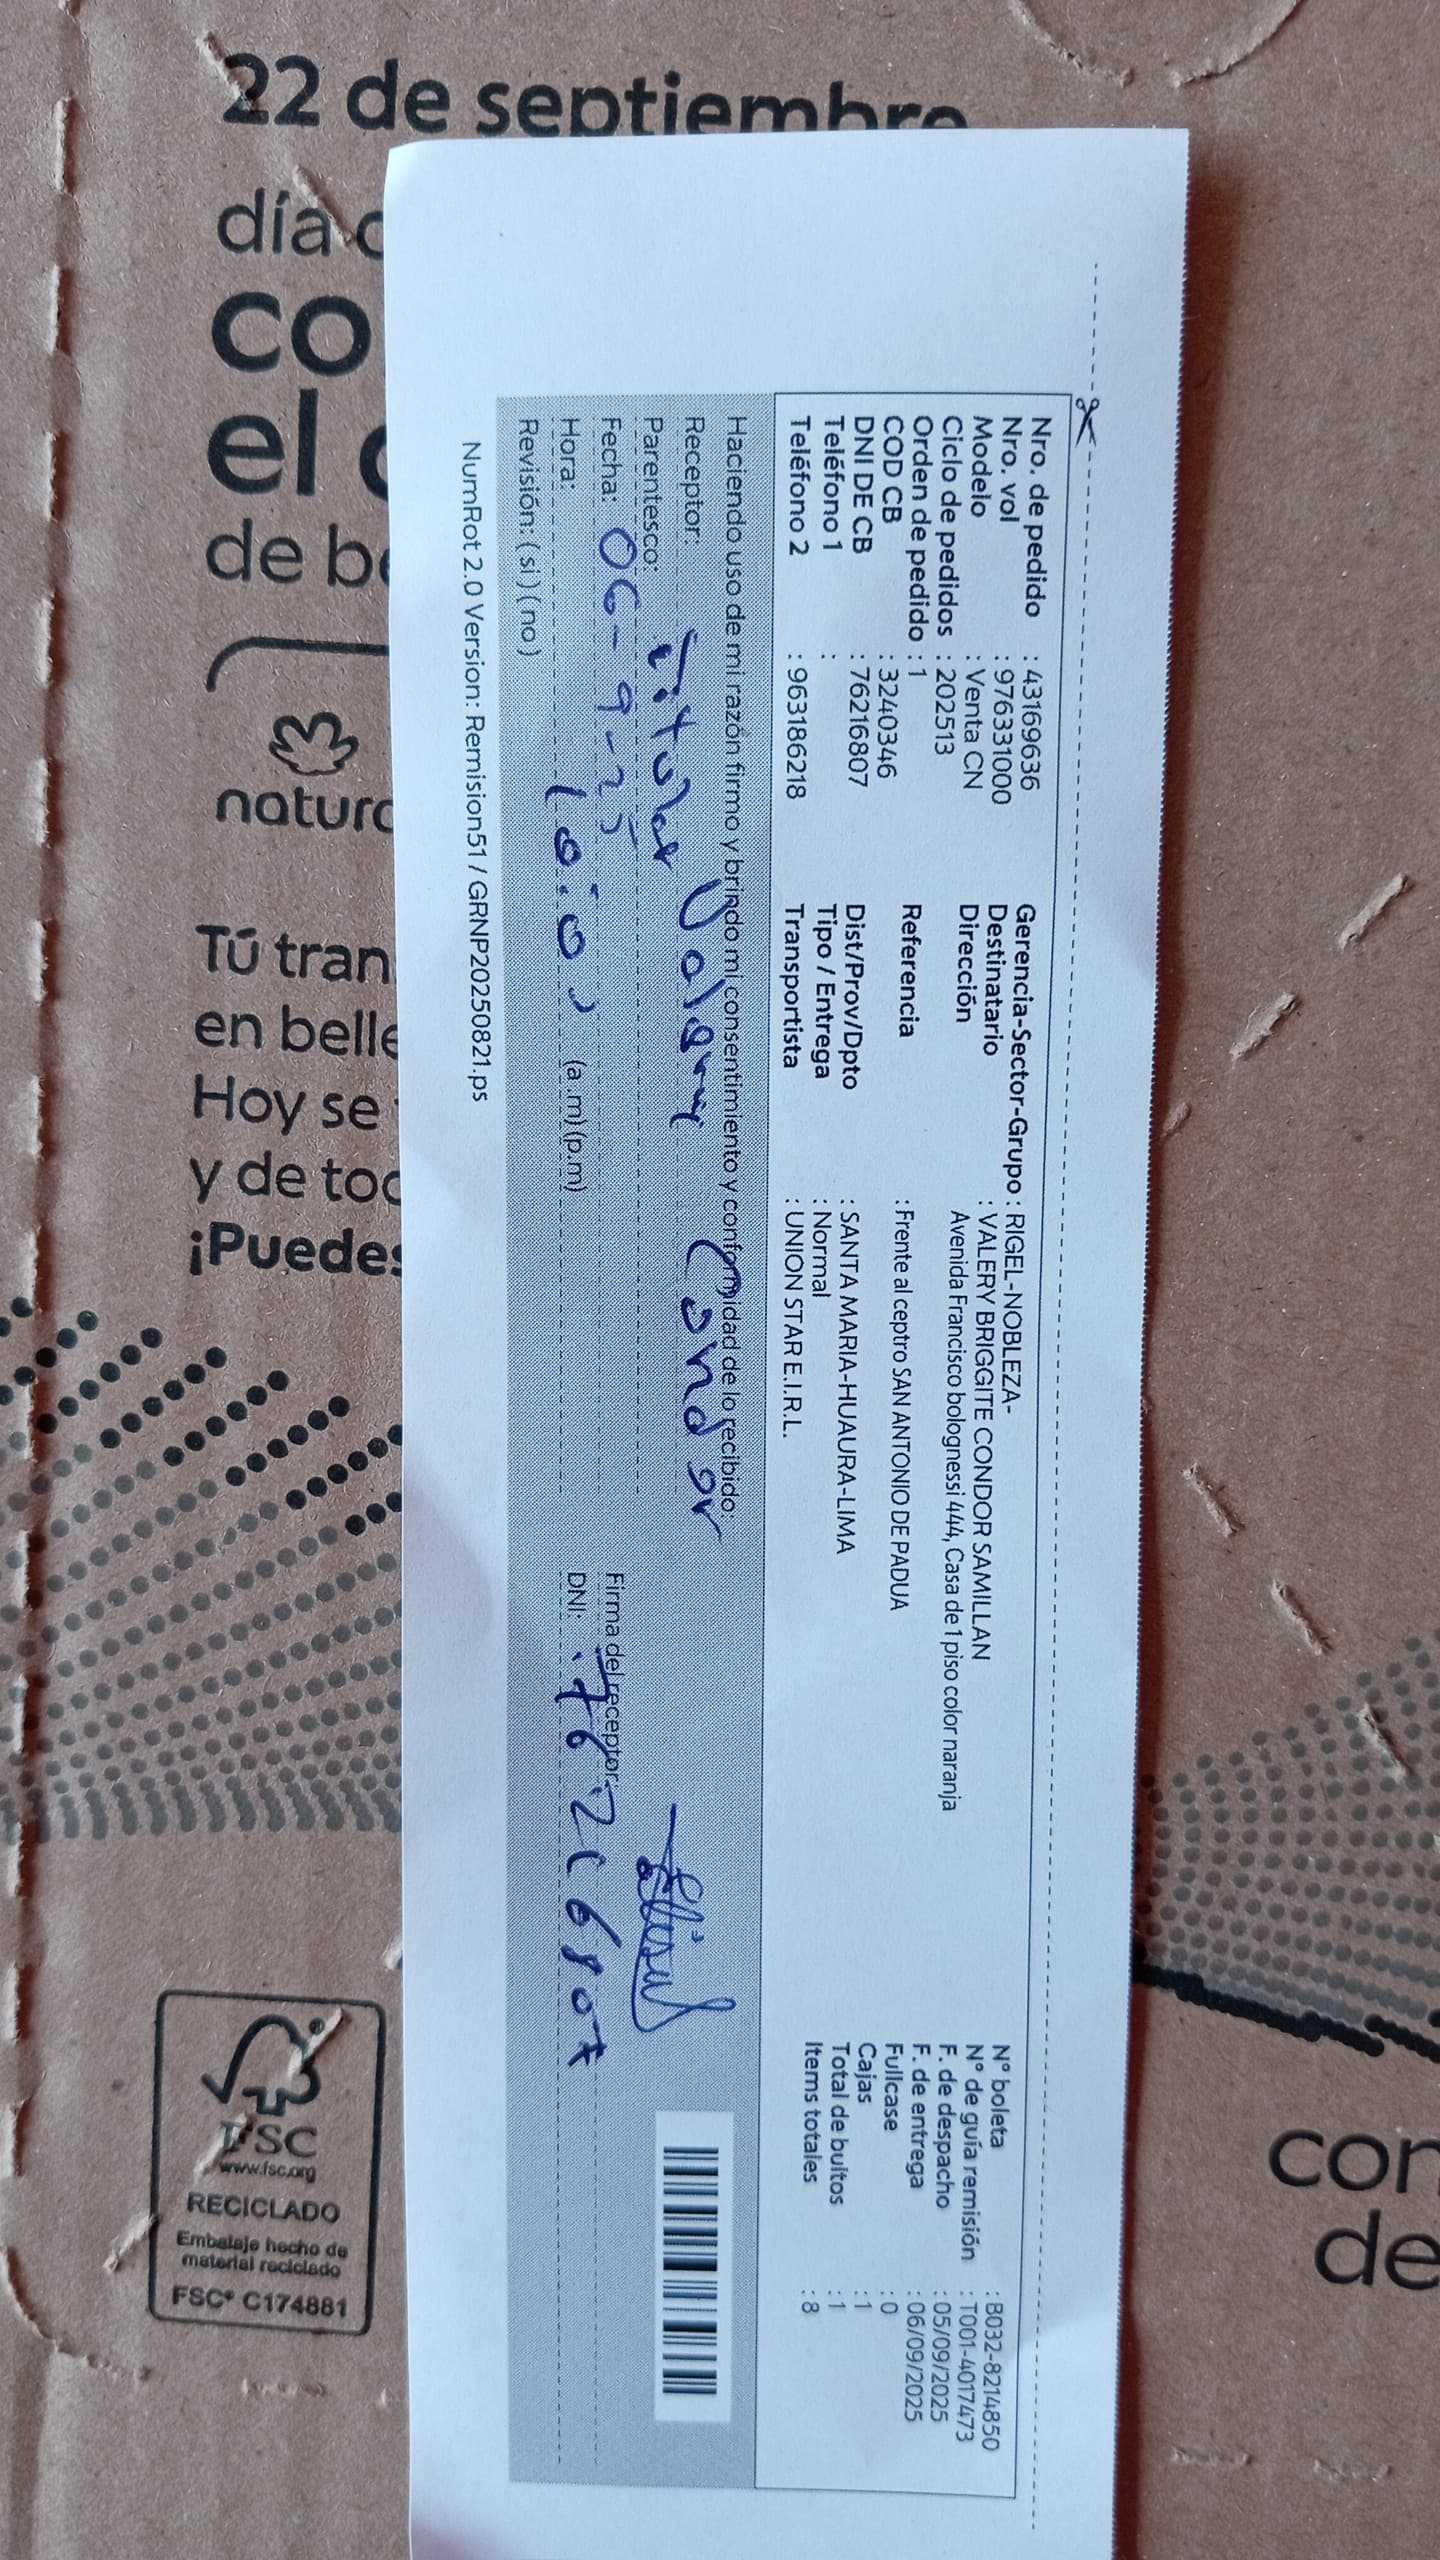 22 de septiembre
día
co
el
de
natura
Tú tran
en belle
Hoy se
y de toc
¡Puedes
FSC
www.fsc.org
RECICLADO
Embalaje hecho de
material reciclado
FSC® C174881
con
de
Nro. de pedido : 43169636
Nro. vol : 976331000
Modelo : Venta CN
Ciclo de pedidos : 202513
Orden de pedido : 1
COD CB : 3240346
DNI DE CB : 76216807
Teléfono 1 :
Teléfono 2 : 963186218
Gerencia-Sector-Grupo : RIGEL-NOBLEZA-
Destinatario : VALERY BRIGGITE CONDOR SAMILLAN
Dirección Avenida Francisco bolognessi 444, Casa de 1 piso color naranja
Referencia : Frente al ceptro SAN ANTONIO DE PADUA
Dist/Prov/Dpto : SANTA MARIA-HUAURA-LIMA
Tipo / Entrega : Normal
Transportista : UNION STAR E.I.R.L.
N° boleta : B032-8214850
N° de guía remisión : T001-4017473
F. de despacho : 05/09/2025
F. de entrega : 06/09/2025
Fullcase : 0
Cajas : 1
Total de bultos : 1
Items totales : 8
Haciendo uso de mi razón firmo y brindo mi consentimiento y conformidad de lo recibido:
Receptor: Valery Condor
Parentesco: Titular
Fecha: 06-9-25
Hora: 10:0 (a.m) (p.m)
Revisión: (si) (no)
Firma del receptor:
DNI: 76216807
NumRot 2.0 Version: Remision51 / GRNP20250821.ps